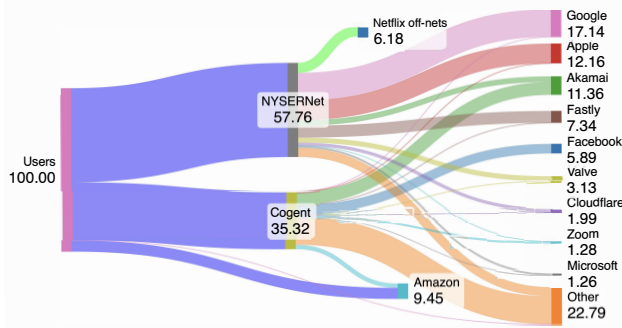 Users
100.00
NYSERNet
57.76
Cogent
35.32
Netflix off-nets
6.18
Amazon
9.45
Google
17.14
Apple
12.16
Akamai
11.36
Fastly
7.34
Facebook
5.89
Valve
3.13
Cloudflare
1.99
Zoom
1.28
Microsoft
1.26
Other
22.79